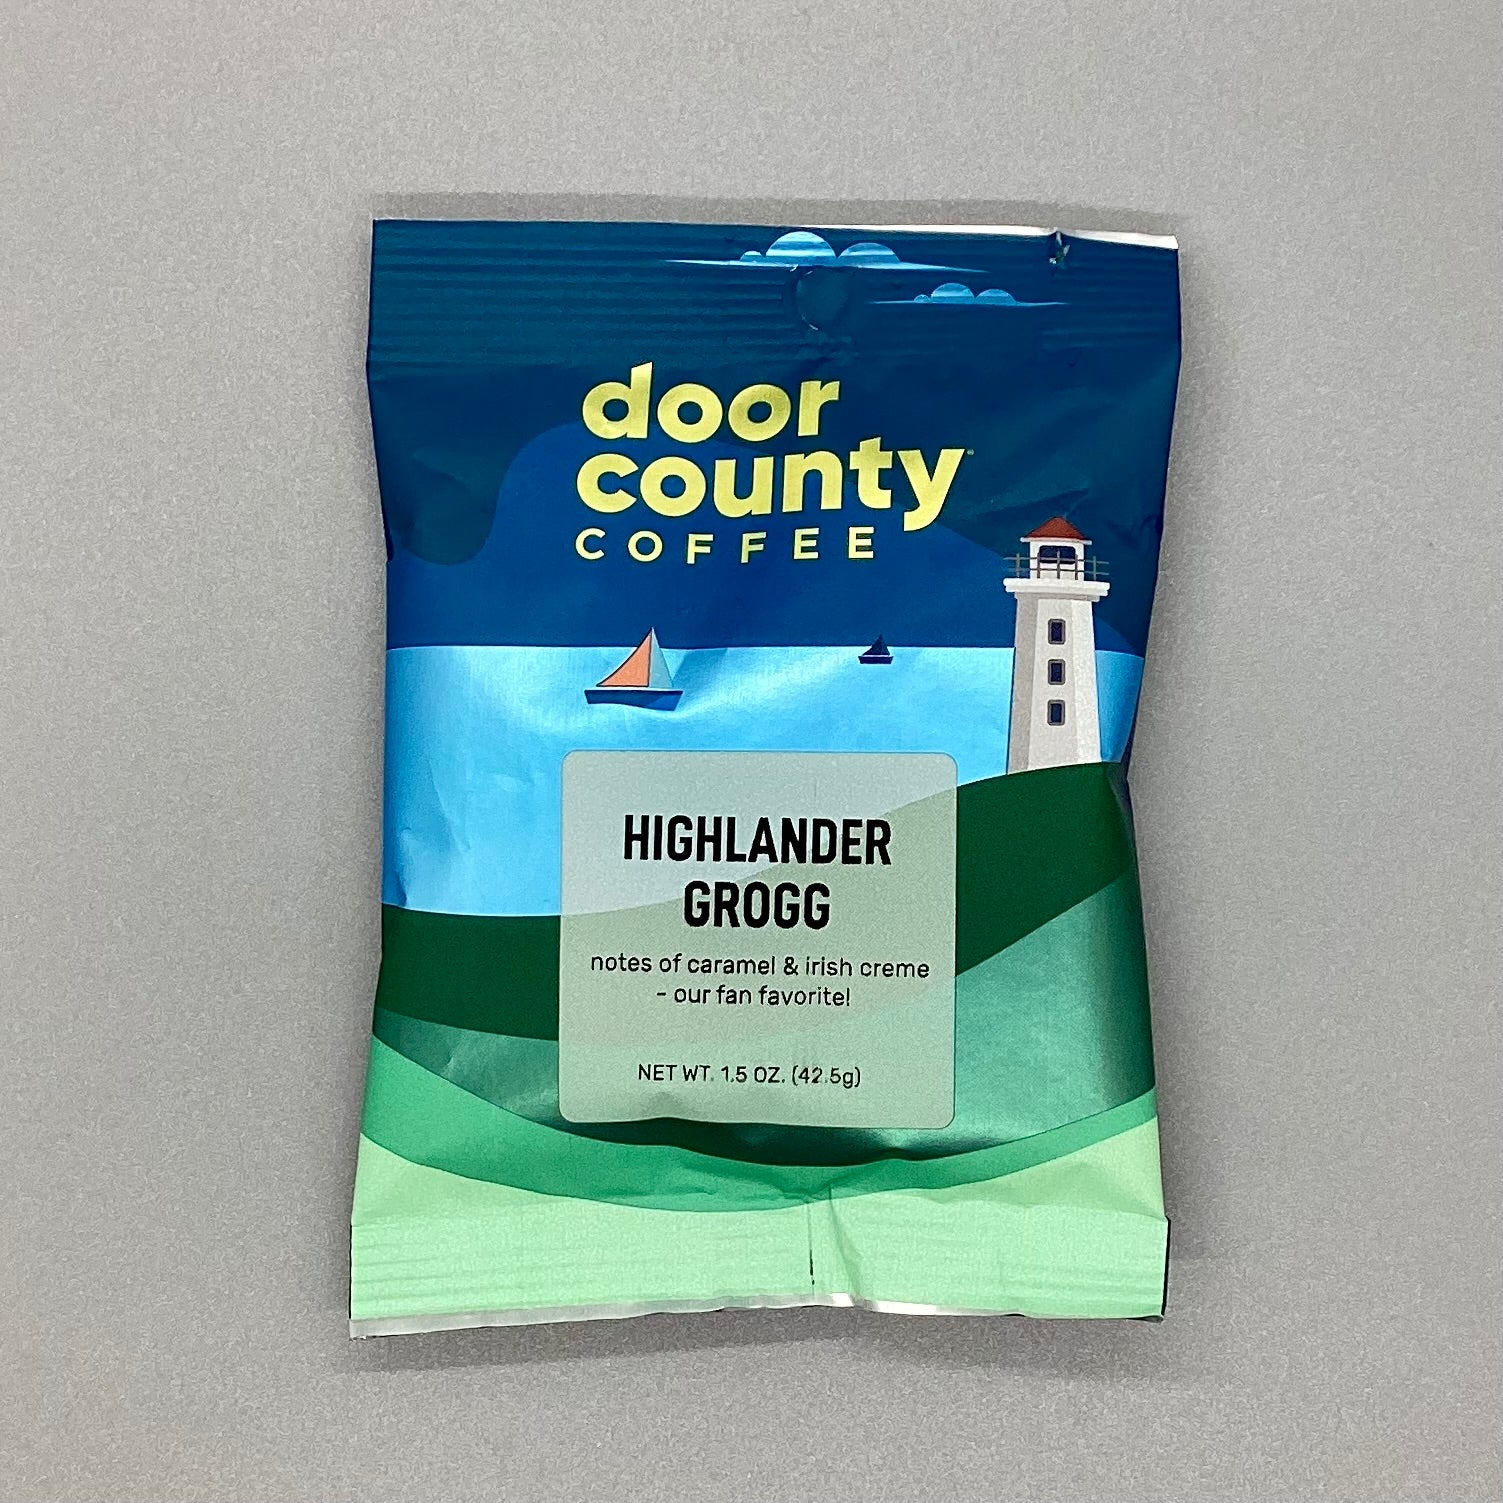 door
county
COFFEE
HIGHLANDER
GROGG
notes of caramel & irish creme
- our fan favorite!
NET WT. 1.5 OZ. (42.5g)